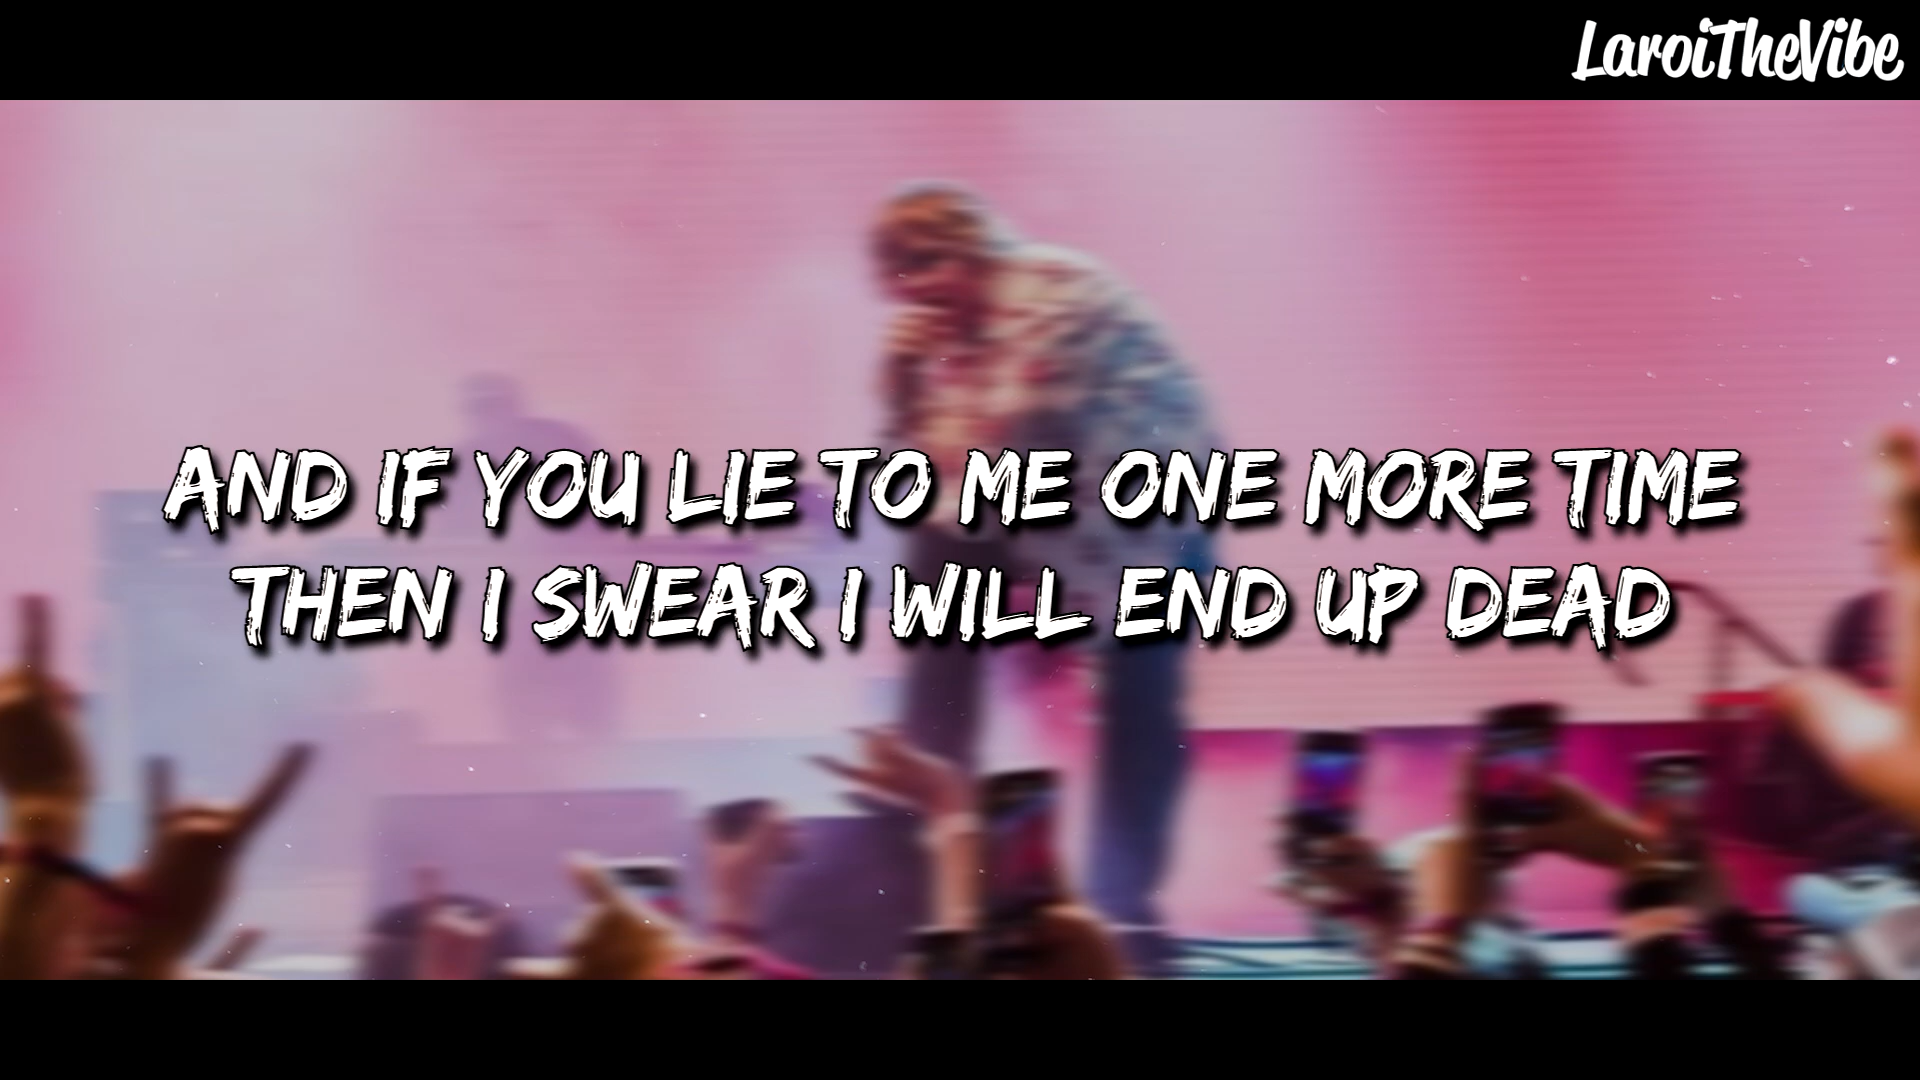 LaroiTheVibe
AND IF YOU LIE TO ME ONE MORE TIME
THEN I SWEAR I WILL END UP DEAD